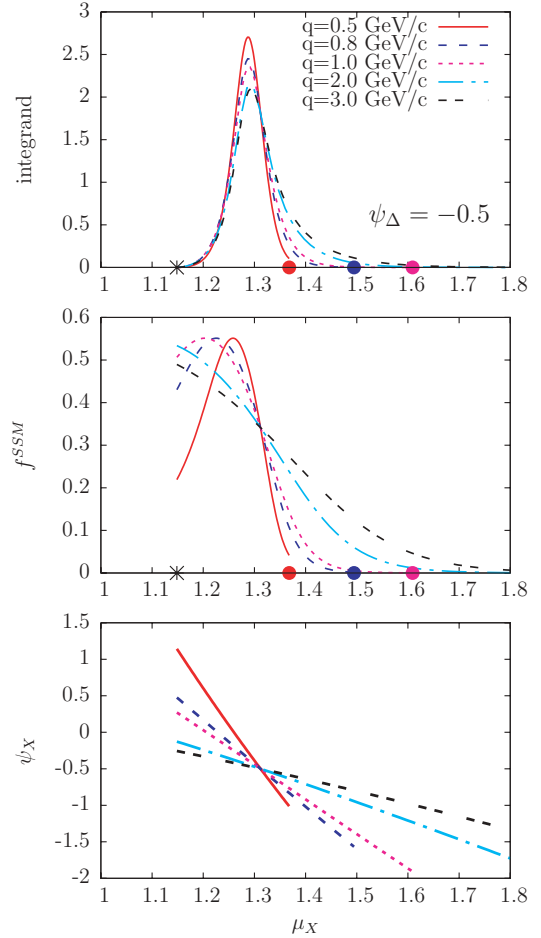 3
2.5
2
1.5
1
0.5
0
integrand
q=0.5 GeV/c
q=0.8 GeV/c
q=1.0 GeV/c
q=2.0 GeV/c
q=3.0 GeV/c
ψ_Δ = −0.5
1 1.1 1.2 1.3 1.4 1.5 1.6 1.7 1.8
0.6
0.5
0.4
0.3
0.2
0.1
0
f^{SSM}
1 1.1 1.2 1.3 1.4 1.5 1.6 1.7 1.8
1.5
1
0.5
0
-0.5
-1
-1.5
-2
ψ_X
1 1.1 1.2 1.3 1.4 1.5 1.6 1.7 1.8
μ_X